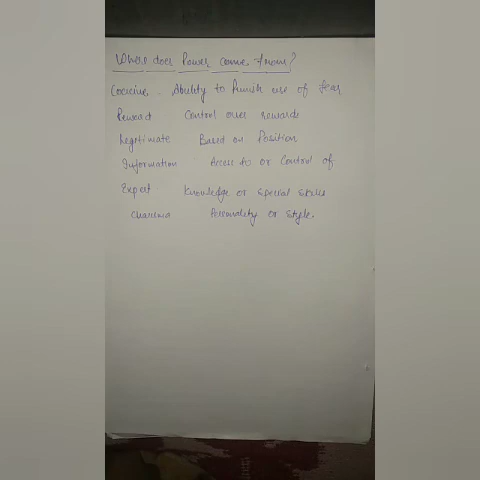 Where does Power come from?
Coercive - Ability to Punish use of fear
Reward Control over rewards
Legitimate Based on Position
Information Access to or Control of
Expert Knowledge or special skills
Charisma Personality or Style.